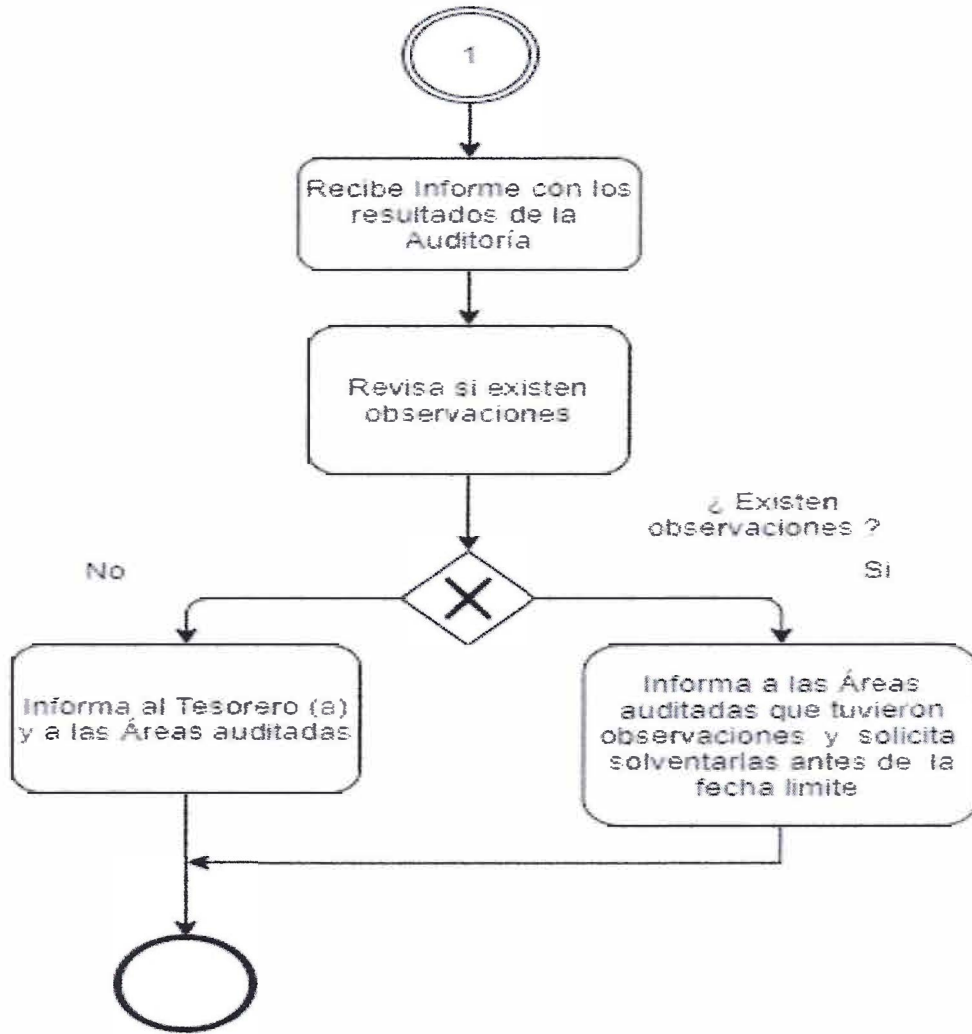 1
Recibe Informe con los
resultados de la
Auditoría
Revisa si existen
observaciones
¿ Existen
observaciones ?
No
Si
Informa al Tesorero (a)
y a las Áreas auditadas
Informa a las Áreas
auditadas que tuvieron
observaciones y solicita
solventarlas antes de la
fecha limite